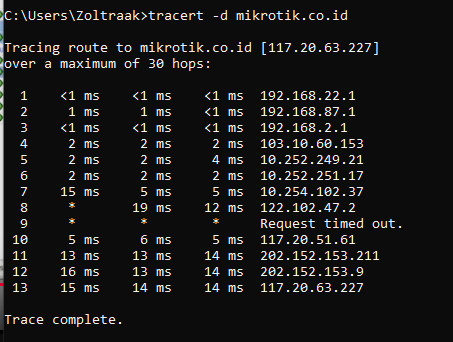 C:\Users\Zoltraak>tracert -d mikrotik.co.id
Tracing route to mikrotik.co.id [117.20.63.227]
over a maximum of 30 hops:
1 <1 ms <1 ms <1 ms 192.168.22.1
2 1 ms 1 ms <1 ms 192.168.87.1
3 <1 ms <1 ms <1 ms 192.168.2.1
4 2 ms 2 ms 2 ms 103.10.60.153
5 2 ms 2 ms 4 ms 10.252.249.21
6 2 ms 2 ms 2 ms 10.252.251.17
7 15 ms 5 ms 5 ms 10.254.102.37
8 * 19 ms 12 ms 122.102.47.2
9 * * * Request timed out.
10 5 ms 6 ms 5 ms 117.20.51.61
11 13 ms 13 ms 14 ms 202.152.153.211
12 16 ms 13 ms 14 ms 202.152.153.9
13 15 ms 14 ms 14 ms 117.20.63.227
Trace complete.